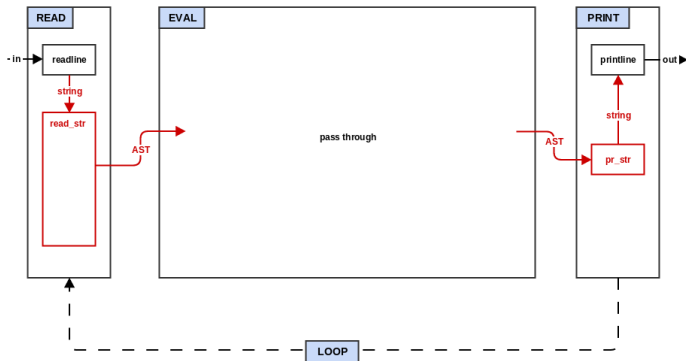 READ
EVAL
PRINT
- in
readline
printline
out
string
read_str
string
AST
pass through
AST
pr_str
LOOP